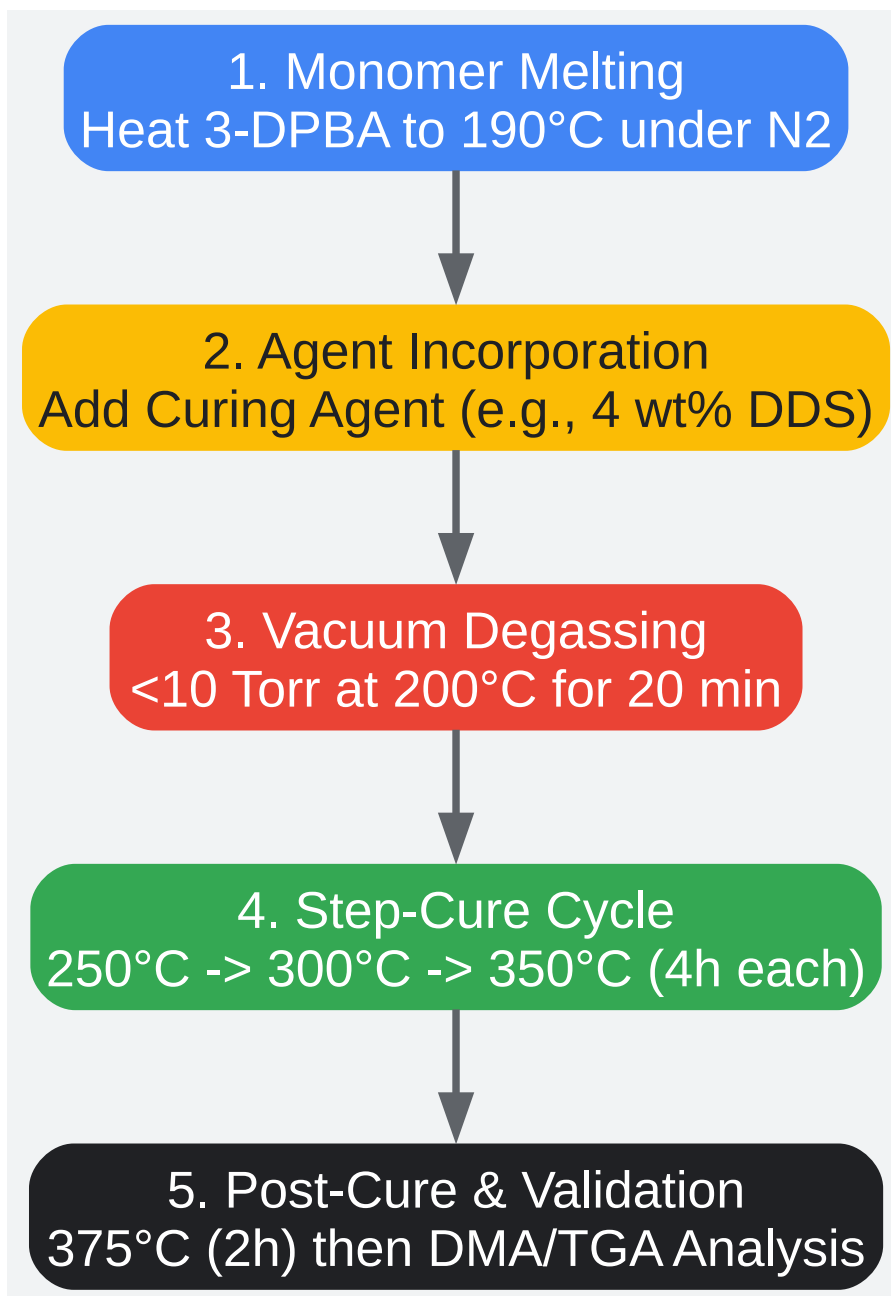 1. Monomer Melting
Heat 3-DPBA to 190°C under N2
2. Agent Incorporation
Add Curing Agent (e.g., 4 wt% DDS)
3. Vacuum Degassing
<10 Torr at 200°C for 20 min
4. Step-Cure Cycle
250°C -> 300°C -> 350°C (4h each)
5. Post-Cure & Validation
375°C (2h) then DMA/TGA Analysis